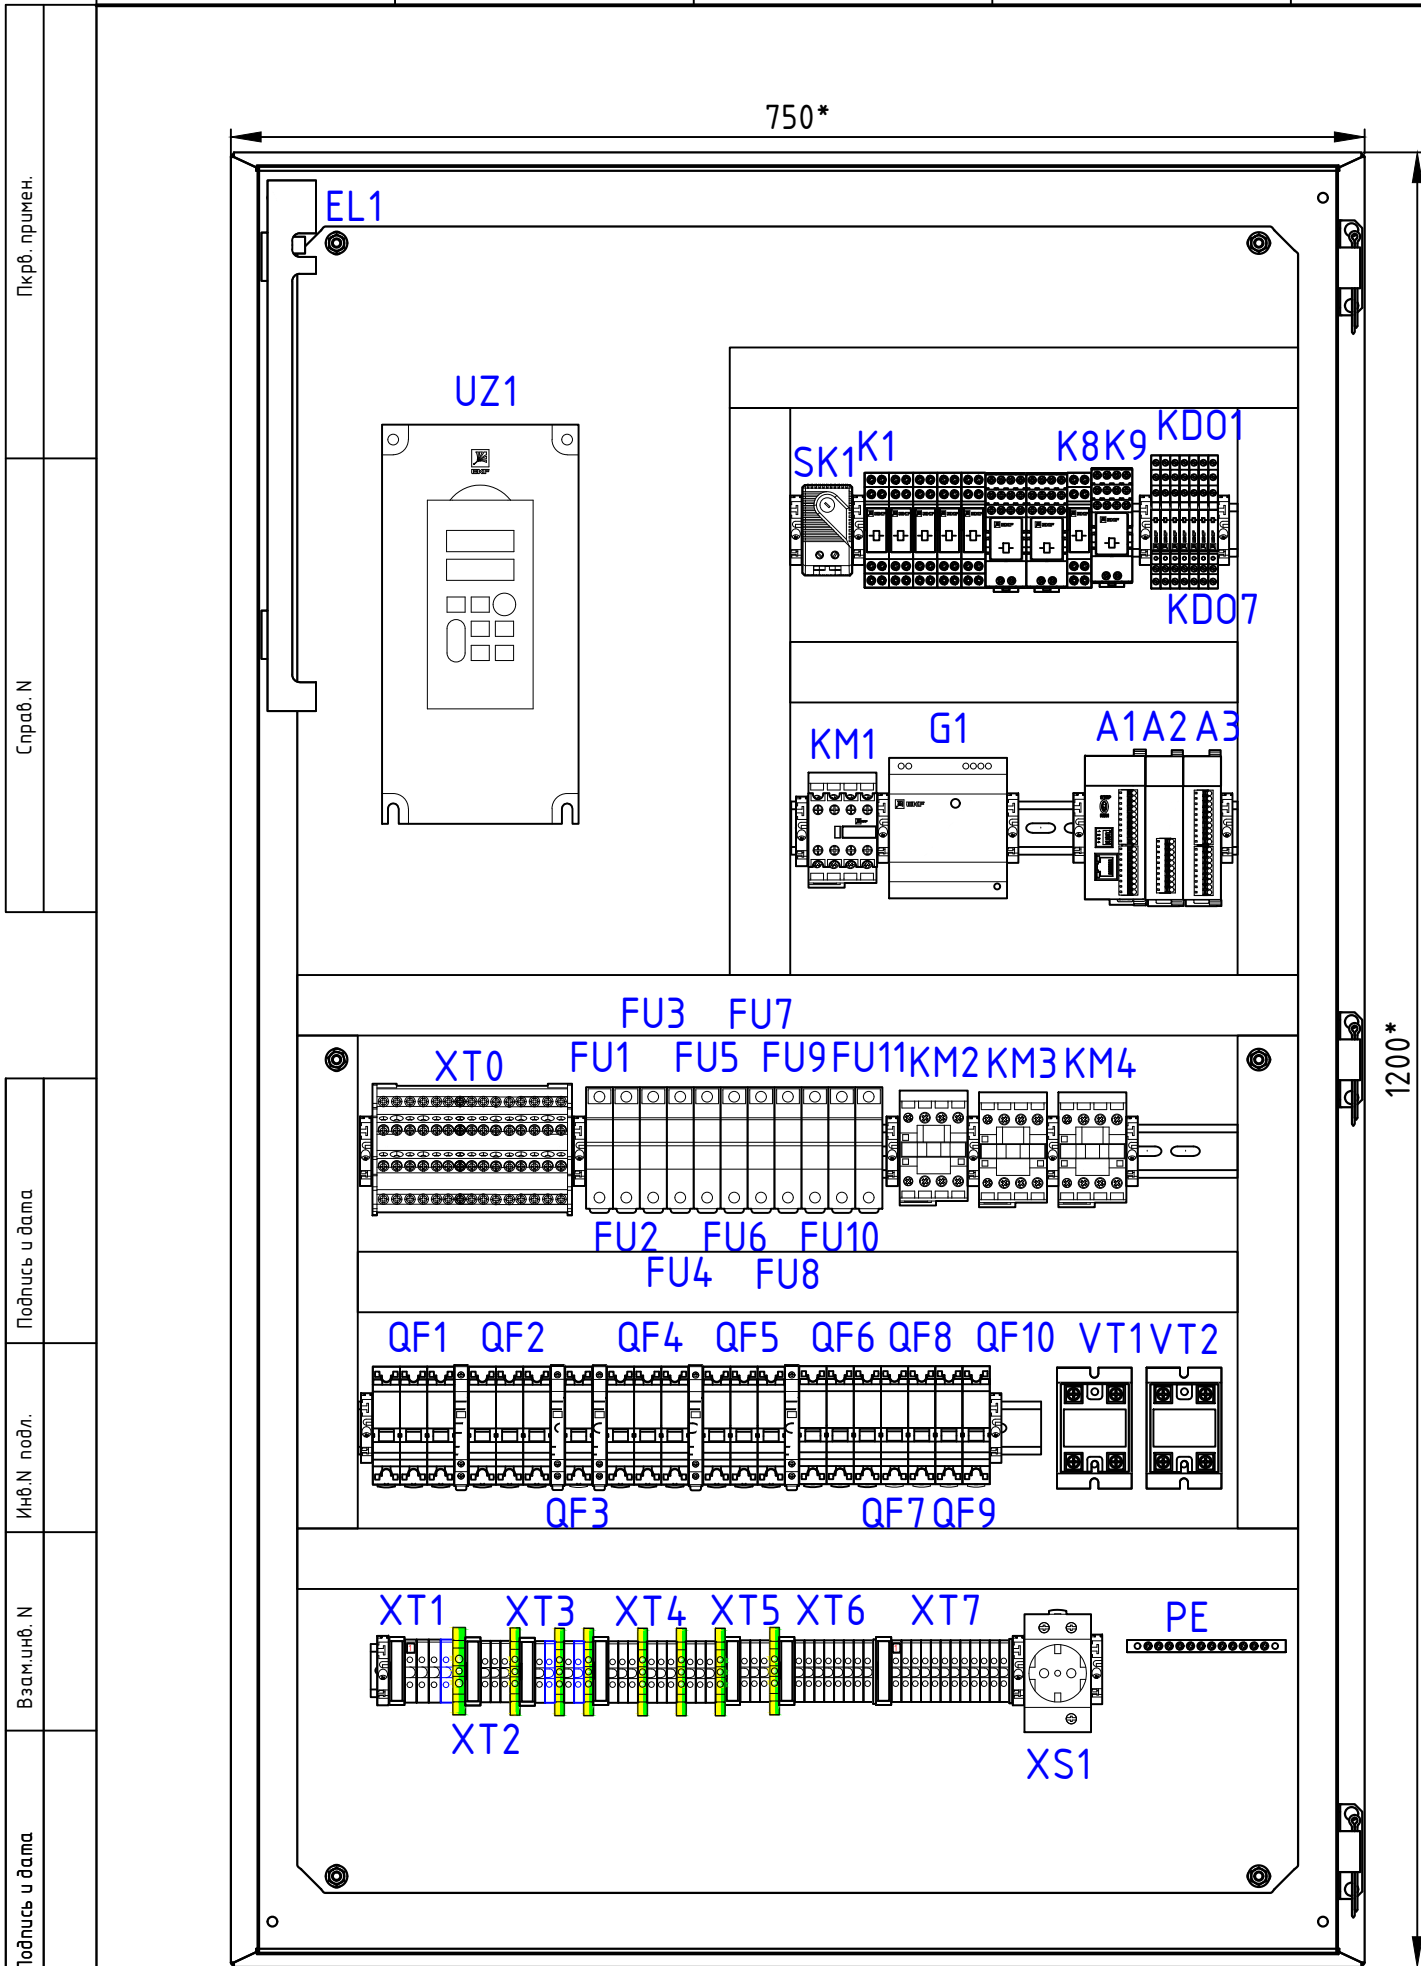 750*
EL1
Пкрв. примен.
UZ1
SK1 K1 K8 K9 KDO1
KDO7
Справ. N
KM1 G1 A1 A2 A3
FU3 FU7
1200*
XT0 FU1 FU5 FU9 FU11 KM2 KM3 KM4
FU2 FU6 FU10
FU4 FU8
Подпись и дата
QF1 QF2 QF4 QF5 QF6 QF8 QF10 VT1 VT2
Инв.N подл.
QF3 QF7 QF9
XT1 XT3 XT4 XT5 XT6 XT7 PE
Взам.инв. N
XT2 XS1
Подпись и дата